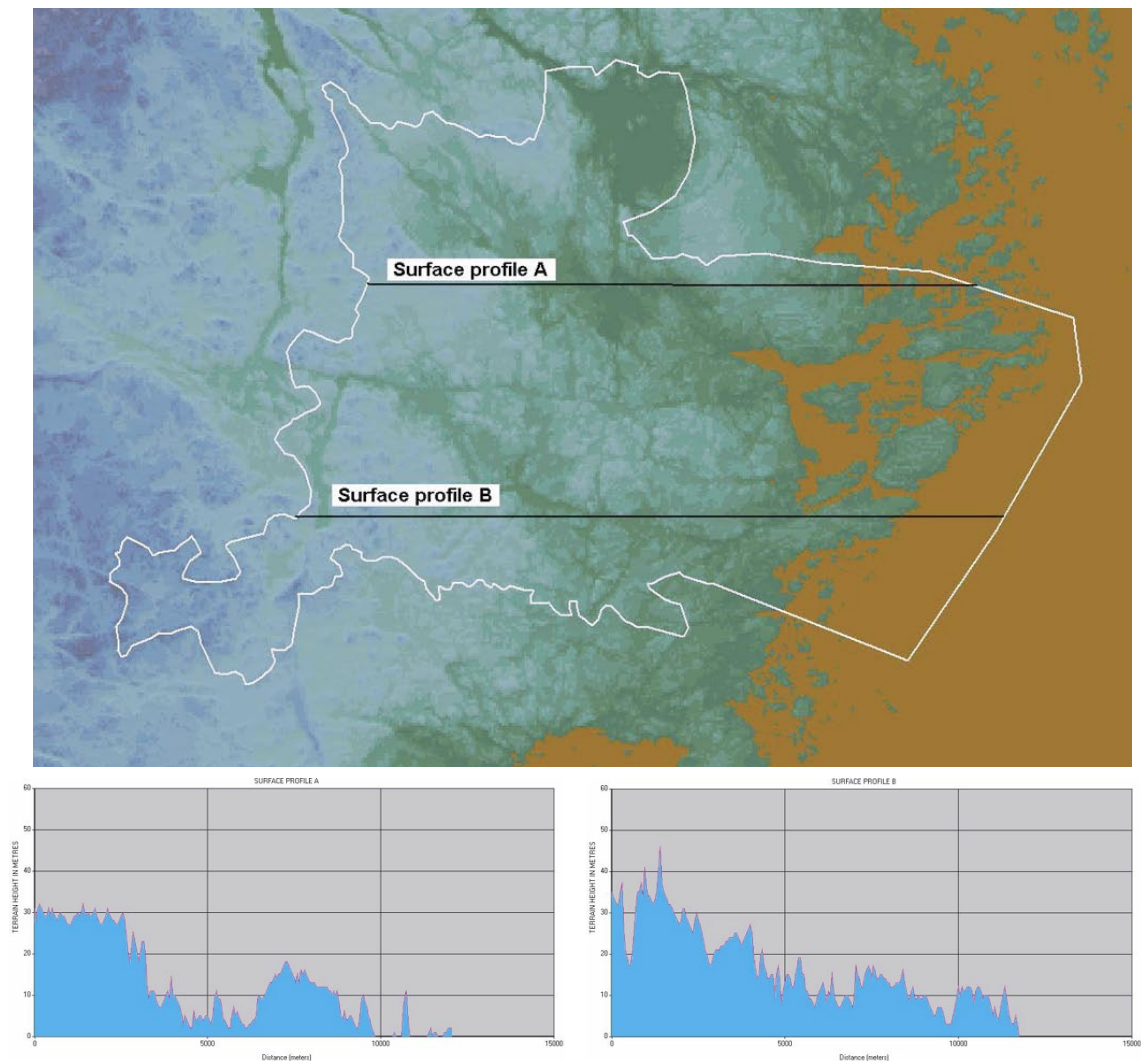 Surface profile A
Surface profile B
SURFACE PROFILE A
60
50
40
30
20
10
0
TERRAIN HEIGHT IN METRES
0
5000
10000
15000
Distance (meters)
SURFACE PROFILE B
60
50
40
30
20
10
0
TERRAIN HEIGHT IN METRES
0
5000
10000
15000
Distance (meters)